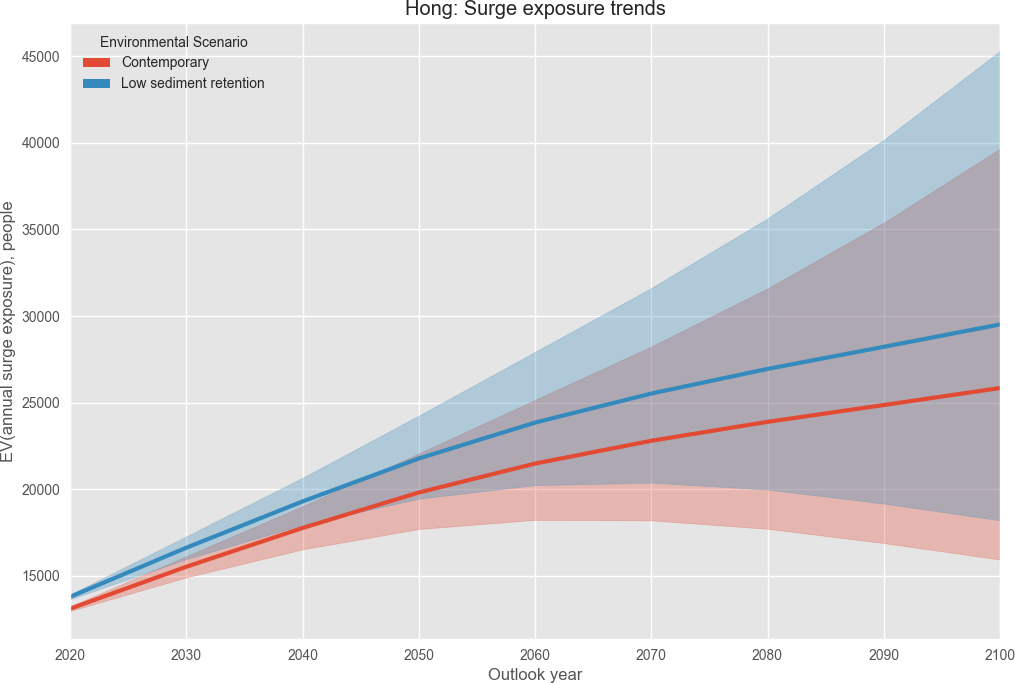 Hong: Surge exposure trends
Environmental Scenario
Contemporary
Low sediment retention
EV(annual surge exposure), people
45000
40000
35000
30000
25000
20000
15000
2020 2030 2040 2050 2060 2070 2080 2090 2100
Outlook year